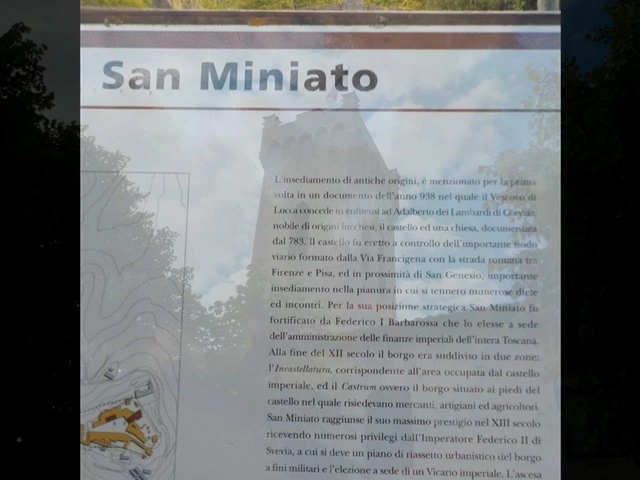 San Miniato
L'insediamento di antiche origini, è menzionato per la prima
volta in un documento dell'anno 938 nel quale il Vescovo di
Lucca concede in enfiteusi ad Adalberto dei Lambardi di Corvaia,
nobile di origini lucchesi, il castello ed una chiesa, documentata
dal 783. Il castello fu eretto a controllo dell'importante nodo
viario formato dalla Via Francigena con la strada romana tra
Firenze e Pisa, ed in prossimità di San Genesio, importante
insediamento nella pianura in cui si tennero numerose diete
ed incontri. Per la sua posizione strategica San Miniato fu
fortificato da Federico I Barbarossa che lo elesse a sede
dell'amministrazione delle finanze imperiali dell'intera Toscana.
Alla fine del XII secolo il borgo era suddiviso in due zone:
l'Incastellatura, corrispondente all'area occupata dal castello
imperiale, ed il Castrum ovvero il borgo situato ai piedi del
castello nel quale risiedevano mercanti, artigiani ed agricoltori.
San Miniato raggiunse il suo massimo prestigio nel XIII secolo
ricevendo numerosi privilegi dall'Imperatore Federico II di
Svevia, a cui si deve un piano di riassetto urbanistico del borgo
a fini militari e l'elezione a sede di un Vicario imperiale. L'ascesa